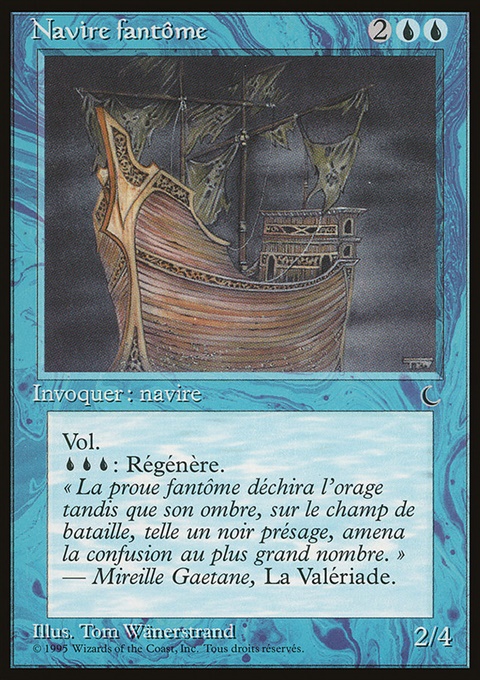 Navire fantôme 2
Invoquer : navire
Vol.
: Régénère.
« La proue fantôme déchira l'orage
tandis que son ombre, sur le champ de
bataille, telle un noir présage, amena
la confusion au plus grand nombre. »
— Mireille Gaetane, La Valériade.
Illus. Tom Wänerstrand
© 1995 Wizards of the Coast, Inc. Tous droits réservés.
2/4